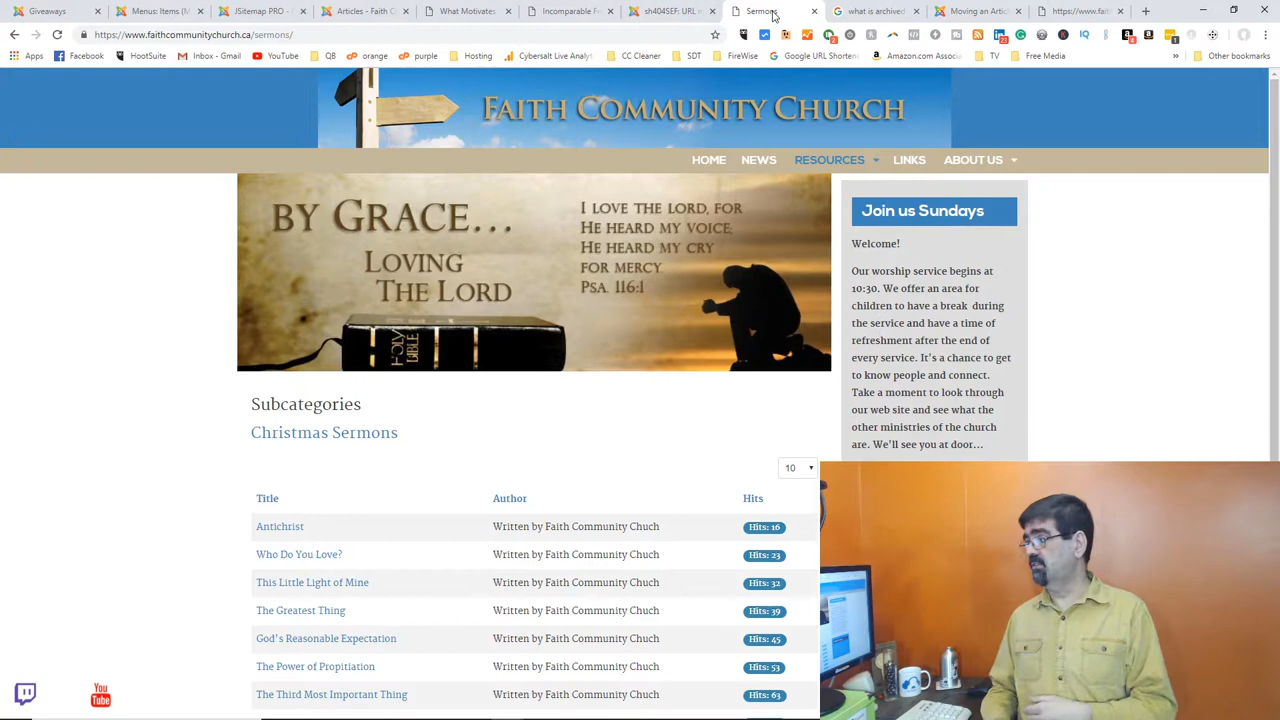 Giveaways
Menus: Items (M
JSitemap PRO -
Articles - Faith C
What Motivates
Incomparable Fe
sh404SEF: URL m
Sermons
what is archived
Moving an Articl
https://www.fait
https://www.faithcommunitychurch.ca/sermons/
Apps
Facebook
HootSuite
Inbox - Gmail
YouTube
QB
orange
purple
Hosting
Cybersalt Live Analy
CC Cleaner
SDT
FireWise
Google URL Shorten
Amazon.com Associa
TV
Free Media
»
Other bookmarks
FAITH COMMUNITY CHURCH
HOME
NEWS
RESOURCES
LINKS
ABOUT US
BY GRACE...
LOVING
THE LORD
I LOVE THE LORD, FOR
HE HEARD MY VOICE;
HE HEARD MY CRY
FOR MERCY.
PSA. 116:1
HOLY
BIBLE
Join us Sundays
Welcome!
Our worship service begins at
10:30. We offer an area for
children to have a break during
the service and have a time of
refreshment after the end of
every service. It's a chance to get
to know people and connect.
Take a moment to look through
our web site and see what the
other ministries of the church
are. We'll see you at door...
Subcategories
Christmas Sermons
10
Title Author Hits
Antichrist Written by Faith Community Chuch Hits: 16
Who Do You Love? Written by Faith Community Chuch Hits: 23
This Little Light of Mine Written by Faith Community Chuch Hits: 32
The Greatest Thing Written by Faith Community Chuch Hits: 39
God's Reasonable Expectation Written by Faith Community Chuch Hits: 45
The Power of Propitiation Written by Faith Community Chuch Hits: 53
The Third Most Important Thing Written by Faith Community Chuch Hits: 63
You
Tube